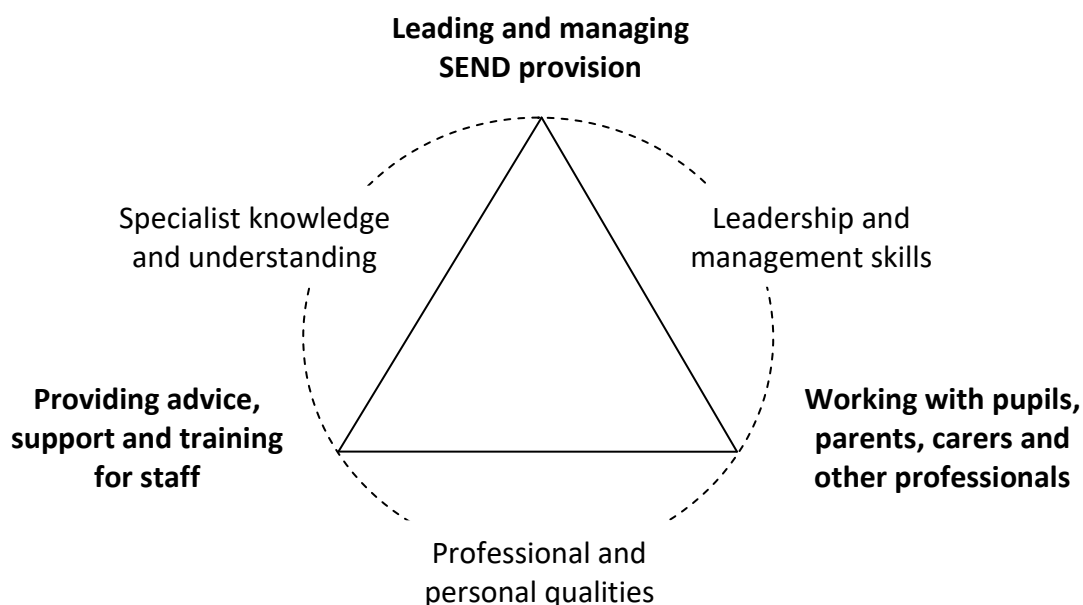 Leading and managing
SEND provision
Specialist knowledge
and understanding
Leadership and
management skills
Providing advice,
support and training
for staff
Working with pupils,
parents, carers and
other professionals
Professional and
personal qualities